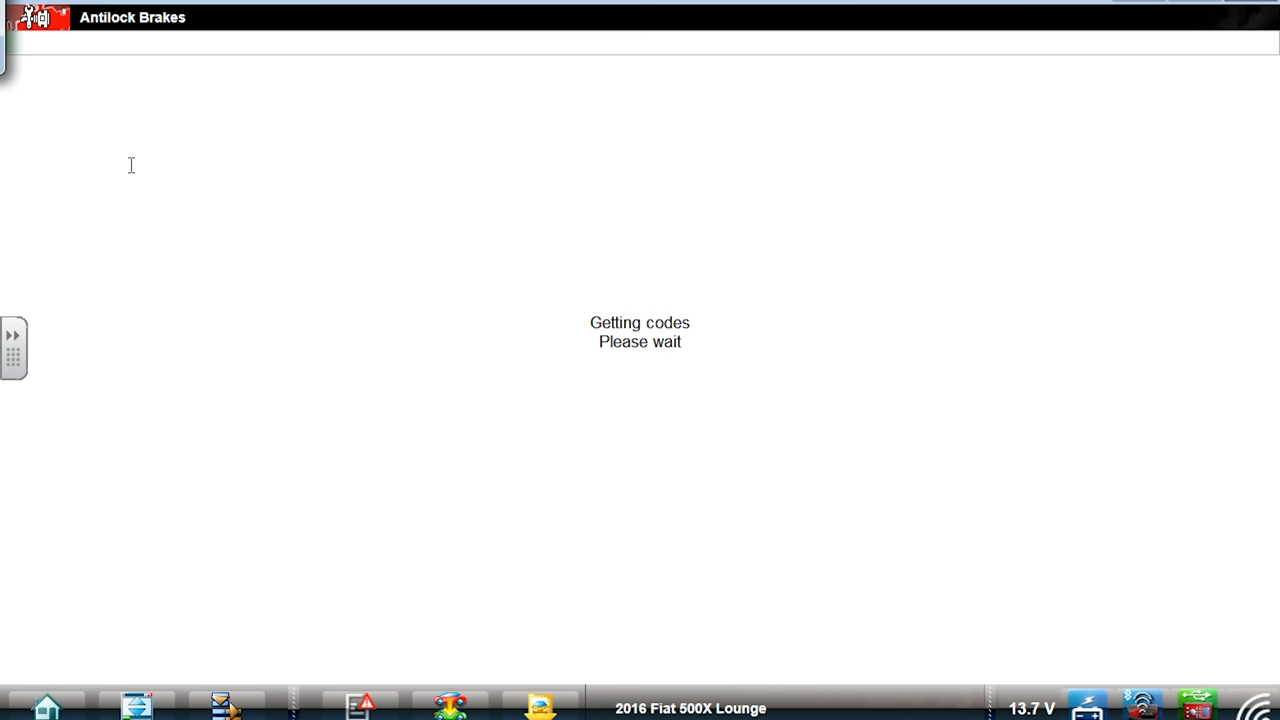 Antilock Brakes
Getting codes
Please wait
2016 Fiat 500X Lounge
13.7 V